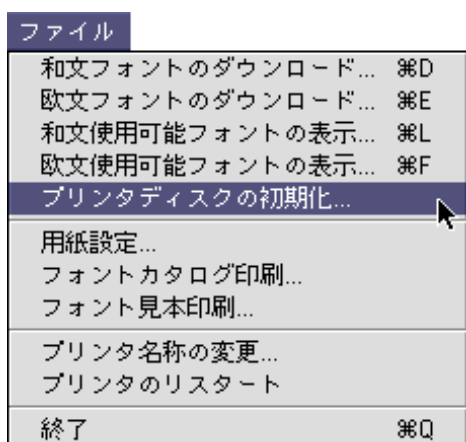 ファイル
和文フォントのダウンロード... ⌘D
欧文フォントのダウンロード... ⌘E
和文使用可能フォントの表示... ⌘L
欧文使用可能フォントの表示... ⌘F
プリンタディスクの初期化...
用紙設定...
フォントカタログ印刷...
フォント見本印刷...
プリンタ名称の変更...
プリンタのリスタート
終了 ⌘Q